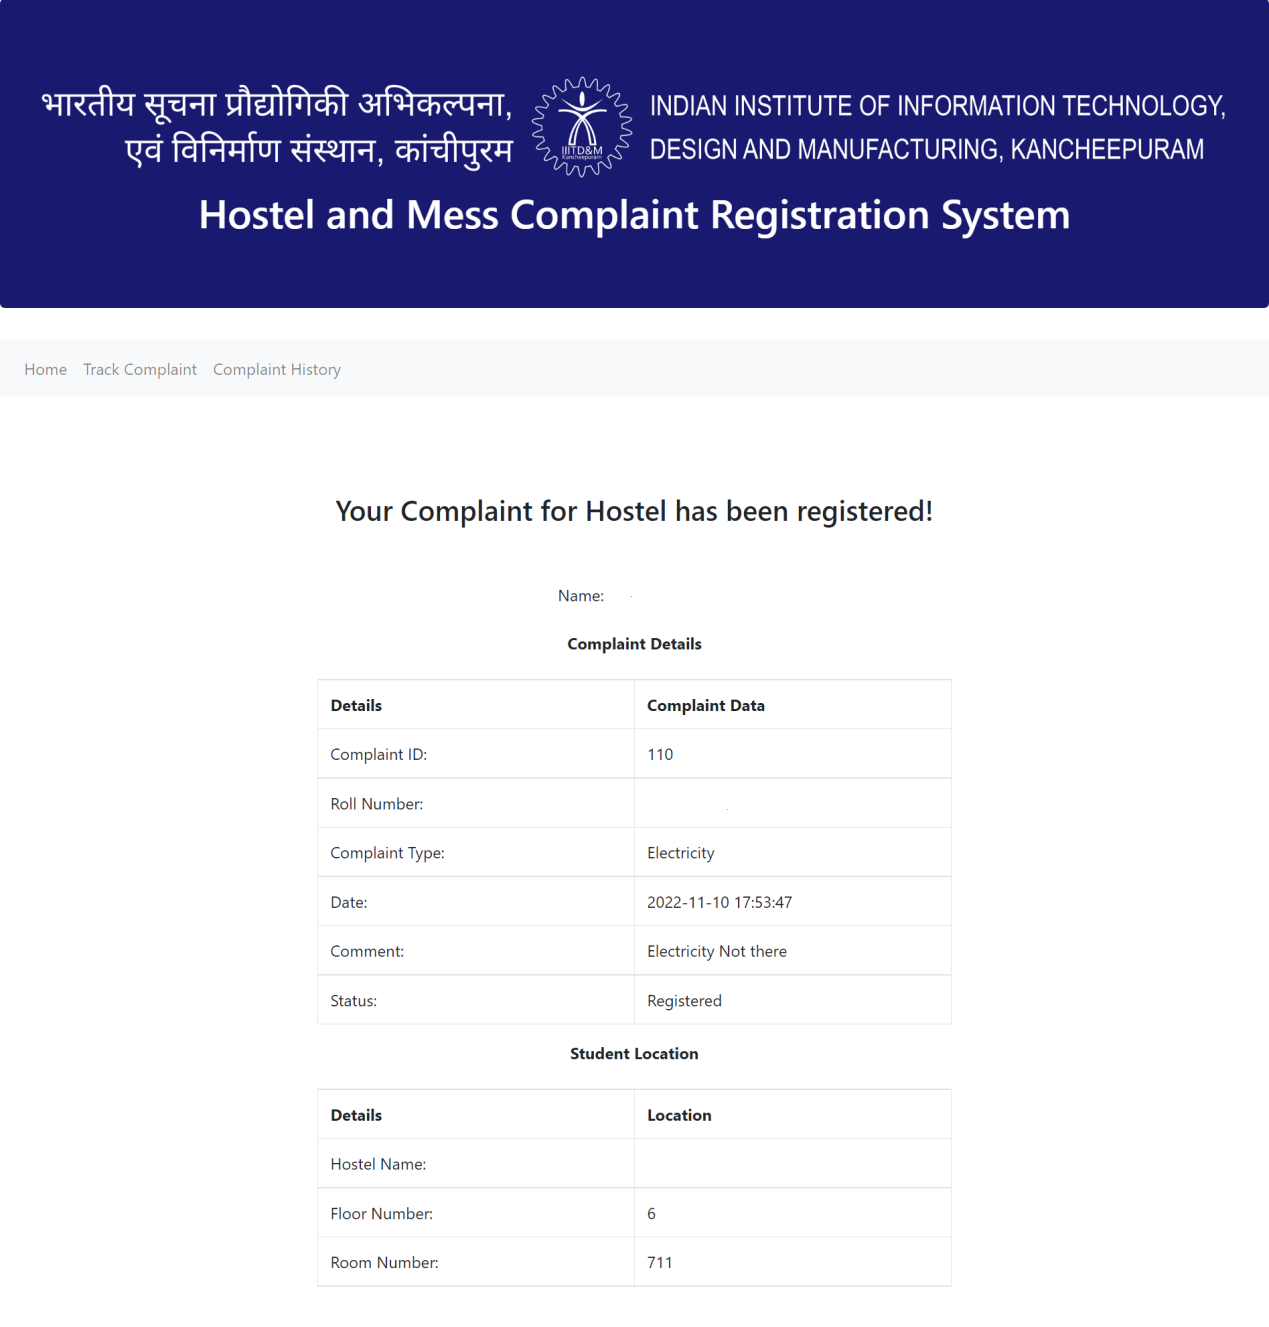 भारतीय सूचना प्रौद्योगिकी अभिकल्पना,
एवं विनिर्माण संस्थान, कांचीपुरम
IIITD&M
Kancheepuram
INDIAN INSTITUTE OF INFORMATION TECHNOLOGY,
DESIGN AND MANUFACTURING, KANCHEEPURAM
Hostel and Mess Complaint Registration System
Home Track Complaint Complaint History
Your Complaint for Hostel has been registered!
Name:
Complaint Details
Details Complaint Data
Complaint ID: 110
Roll Number:
Complaint Type: Electricity
Date: 2022-11-10 17:53:47
Comment: Electricity Not there
Status: Registered
Student Location
Details Location
Hostel Name:
Floor Number: 6
Room Number: 711